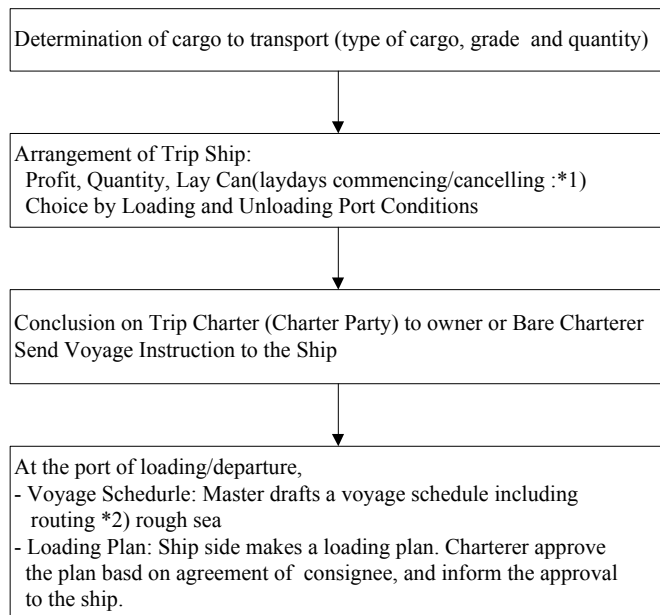 Determination of cargo to transport (type of cargo, grade and quantity)
Arrangement of Trip Ship:
Profit, Quantity, Lay Can(laydays commencing/cancelling :*1)
Choice by Loading and Unloading Port Conditions
Conclusion on Trip Charter (Charter Party) to owner or Bare Charterer
Send Voyage Instruction to the Ship
At the port of loading/departure,
- Voyage Schedurle: Master drafts a voyage schedule including
routing *2) rough sea
- Loading Plan: Ship side makes a loading plan. Charterer approve
the plan basd on agreement of consignee, and inform the approval
to the ship.